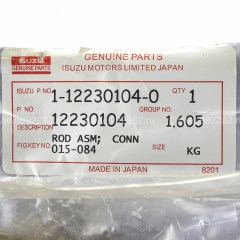 ISUZU
GENUINE PARTS
GENUINE PARTS
ISUZU MOTORS LIMITED JAPAN
ISUZU P.NO. 1-12230104-0 QTY 1
P. NO. 12230104 GROUP NO. 1,605
DESCRIPTION ROD ASM; CONN
FIG KEY NO. 015-084 SIZE KG
MADE IN JAPAN
8201